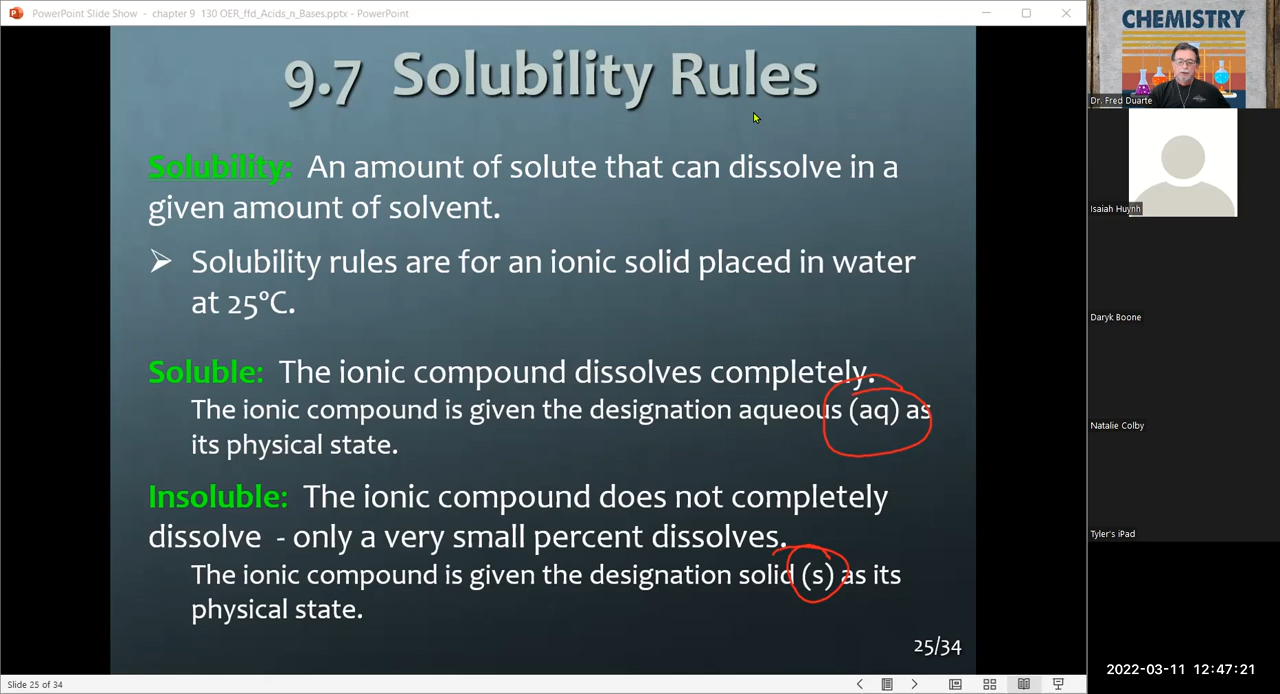 PowerPoint Slide Show - chapter 9 130 OER_ffd_Acids_n_Bases.pptx - PowerPoint
9.7 Solubility Rules
Solubility: An amount of solute that can dissolve in a
given amount of solvent.
➢ Solubility rules are for an ionic solid placed in water
at 25°C.
Soluble: The ionic compound dissolves completely.
The ionic compound is given the designation aqueous (aq) as
its physical state.
Insoluble: The ionic compound does not completely
dissolve - only a very small percent dissolves.
The ionic compound is given the designation solid (s) as its
physical state.
25/34
Slide 25 of 34
CHEMISTRY
Dr. Fred Duarte
Isaiah Huynh
Daryk Boone
Natalie Colby
Tyler's iPad
2022-03-11 12:47:21